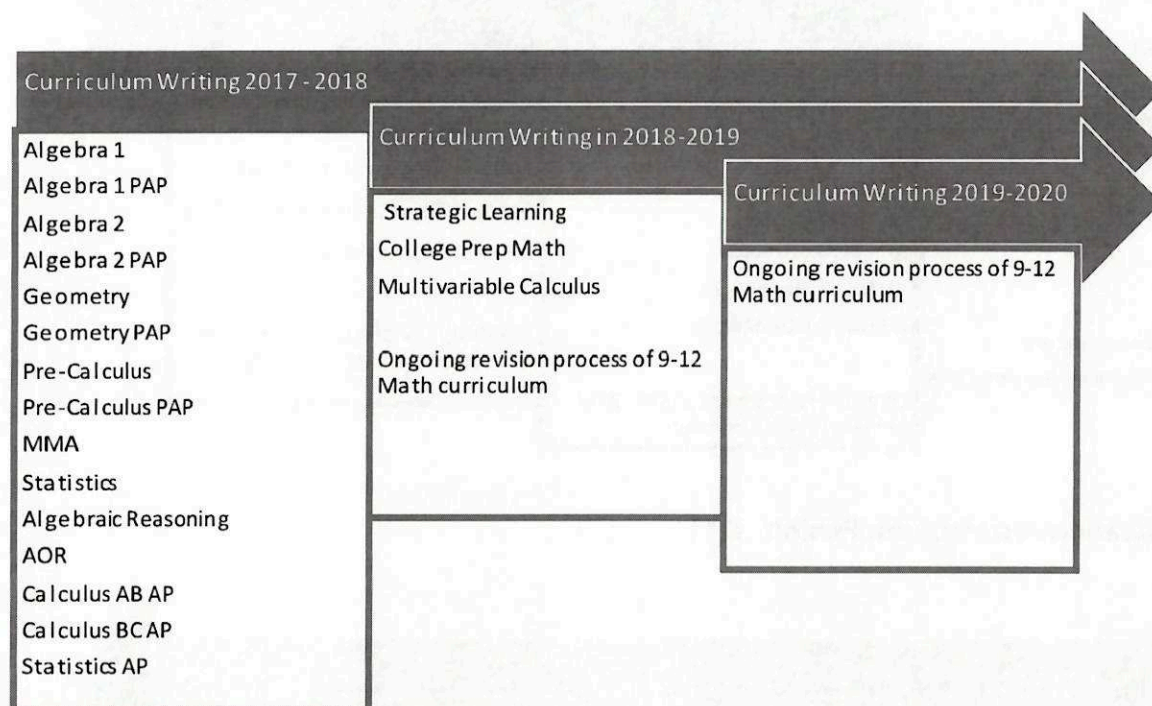 Curriculum Writing 2017 - 2018
Algebra 1
Algebra 1 PAP
Algebra 2
Algebra 2 PAP
Geometry
Geometry PAP
Pre-Calculus
Pre-Calculus PAP
MMA
Statistics
Algebraic Reasoning
AOR
Calculus AB AP
Calculus BC AP
Statistics AP
Curriculum Writing in 2018-2019
Strategic Learning
College Prep Math
Multivariable Calculus
Ongoing revision process of 9-12
Math curriculum
Curriculum Writing 2019-2020
Ongoing revision process of 9-12
Math curriculum